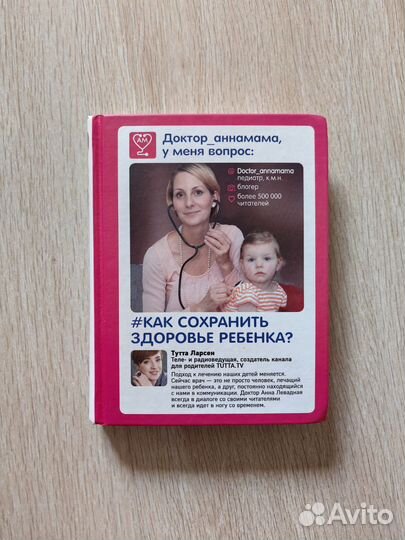 АМ
Доктор_аннамама,
у меня вопрос:
Doctor_annamama
педиатр, к.м.н.
блогер
более 500 000
читателей
#КАК СОХРАНИТЬ
ЗДОРОВЬЕ РЕБЕНКА?
Тутта Ларсен
Теле- и радиоведущая, создатель канала
для родителей TUTTA.TV
Подход к лечению наших детей меняется.
Сейчас врач — это не просто человек, лечащий
нашего ребенка, а друг, постоянно находящийся
с нами в коммуникации. Доктор Анна Левадная
всегда в диалоге со своими читателями
и всегда идет в ногу со временем.
Avito